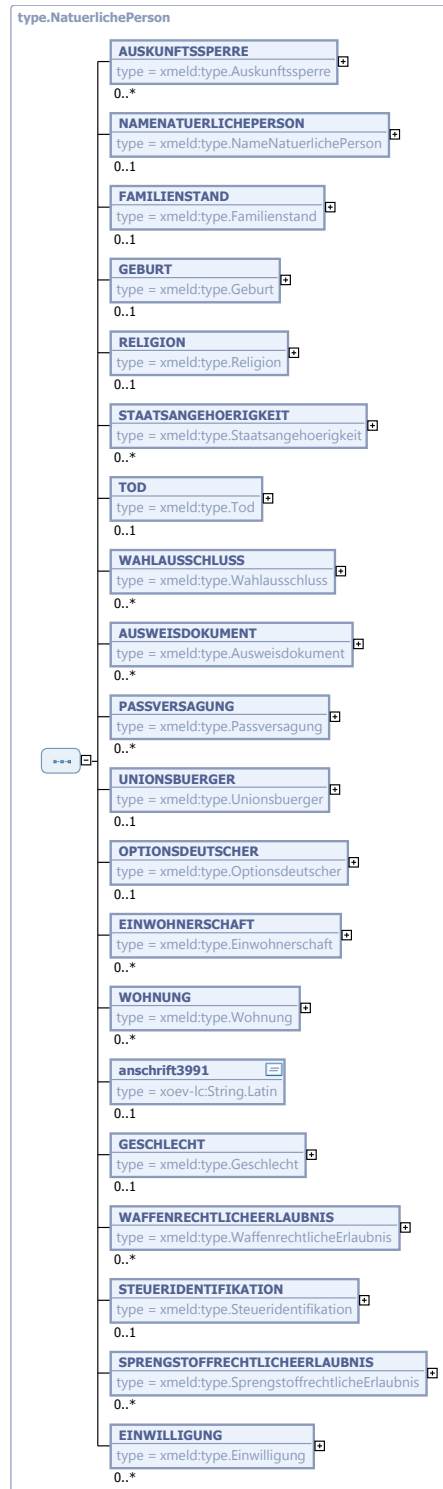 type.NatuerlichePerson
AUSKUNFTSSPERRE
type = xmeld:type.Auskunftssperre
0..*
NAMENATUERLICHEPERSON
type = xmeld:type.NameNatuerlichePerson
0..1
FAMILIENSTAND
type = xmeld:type.Familienstand
0..1
GEBURT
type = xmeld:type.Geburt
0..1
RELIGION
type = xmeld:type.Religion
0..1
STAATSANGEHOERIGKEIT
type = xmeld:type.Staatsangehoerigkeit
0..*
TOD
type = xmeld:type.Tod
0..1
WAHLAUSSCHLUSS
type = xmeld:type.Wahlausschluss
0..*
AUSWEISDOKUMENT
type = xmeld:type.Ausweisdokument
0..*
PASSVERSAGUNG
type = xmeld:type.Passversagung
0..*
UNIONSBUERGER
type = xmeld:type.Unionsbuerger
0..1
OPTIONSDEUTSCHER
type = xmeld:type.Optionsdeutscher
0..1
EINWOHNERSCHAFT
type = xmeld:type.Einwohnerschaft
0..*
WOHNUNG
type = xmeld:type.Wohnung
0..*
anschrift3991
type = xoev-lc:String.Latin
0..1
GESCHLECHT
type = xmeld:type.Geschlecht
0..1
WAFFENRECHTLICHEERLAUBNIS
type = xmeld:type.WaffenrechtlicheErlaubnis
0..*
STEUERIDENTIFIKATION
type = xmeld:type.Steueridentifikation
0..1
SPRENGSTOFFRECHTLICHEERLAUBNIS
type = xmeld:type.SprengstoffrechtlicheErlaubnis
0..*
EINWILLIGUNG
type = xmeld:type.Einwilligung
0..*